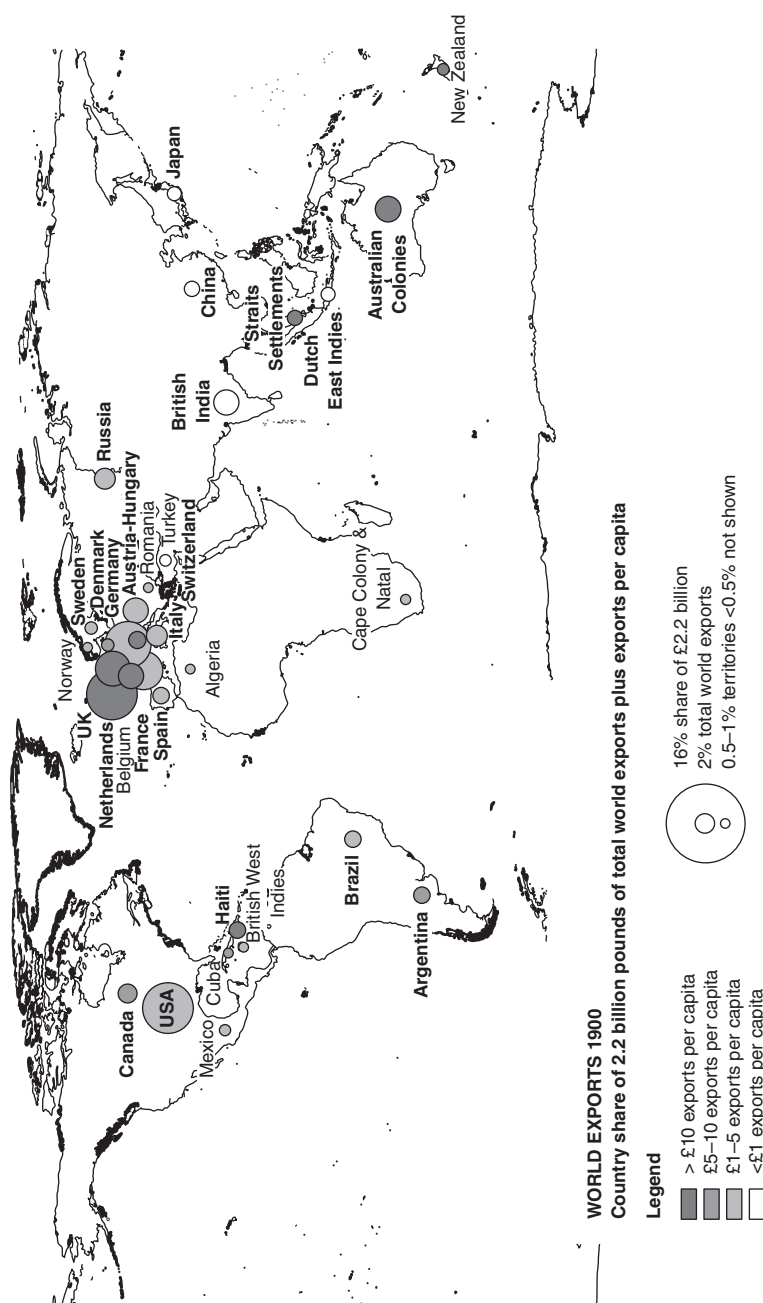 WORLD EXPORTS 1900
Country share of 2.2 billion pounds of total world exports plus exports per capita
Legend
> £10 exports per capita
£5–10 exports per capita
£1–5 exports per capita
<£1 exports per capita
16% share of £2.2 billion
2% total world exports
0.5–1% territories <0.5% not shown
Canada
USA
Mexico
Cuba
Haiti
British West
Indies
Brazil
Argentina
Norway
Sweden
Denmark
Germany
Austria-Hungary
Romania
Turkey
Switzerland
Italy
UK
Netherlands
Belgium
France
Spain
Algeria
Cape Colony &
Natal
Russia
British
India
China
Japan
Straits
Settlements
Dutch
East Indies
Australian
Colonies
New Zealand